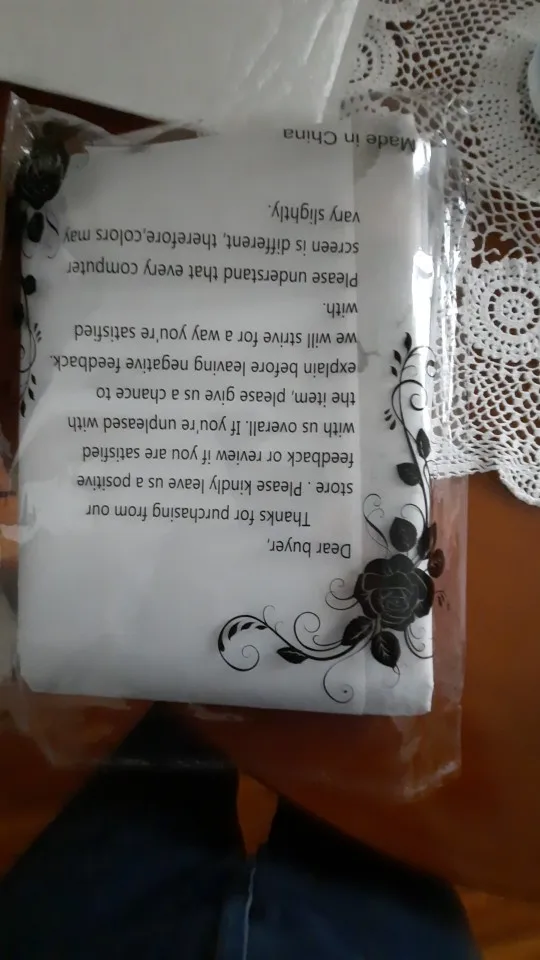 Dear buyer,
Thanks for purchasing from our
store . Please kindly leave us a positive
feedback or review if you are satisfied
with us overall. If you're unpleased with
the item, please give us a chance to
explain before leaving negative feedback.
we will strive for a way you're satisfied
with.
Please understand that every computer
screen is different, therefore,colors may
vary slightly.
Made in China